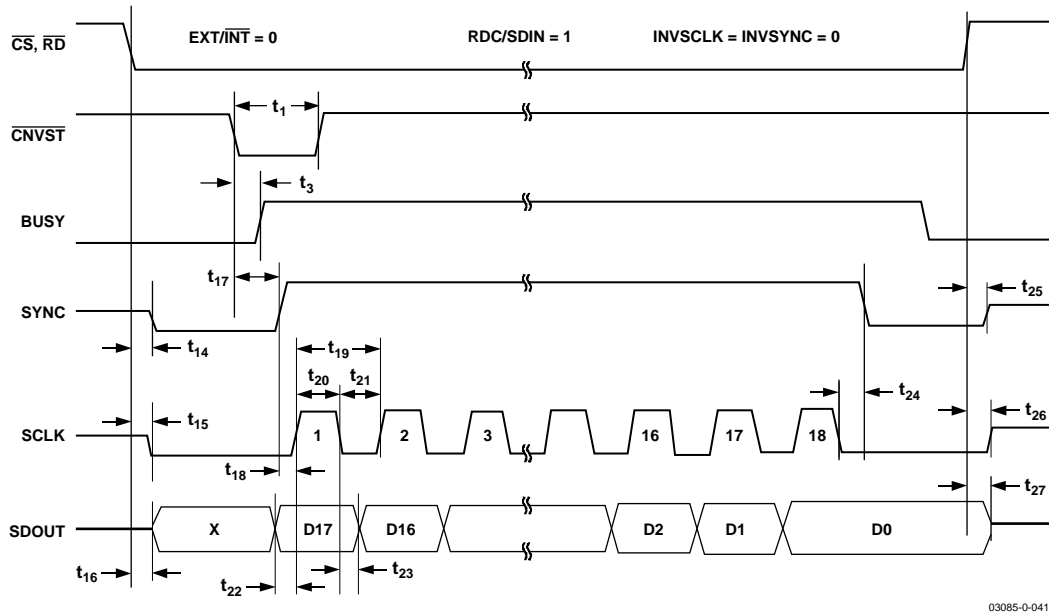 CS, RD
EXT/INT = 0
RDC/SDIN = 1
INVSCLK = INVSYNC = 0
t1
CNVST
t3
BUSY
t17
SYNC
t25
t14
t19
t20
t21
t24
t15
t26
SCLK
1
2
3
16
17
18
t18
t27
SDOUT
X
D17
D16
D2
D1
D0
t16
t22
t23
03085-0-041